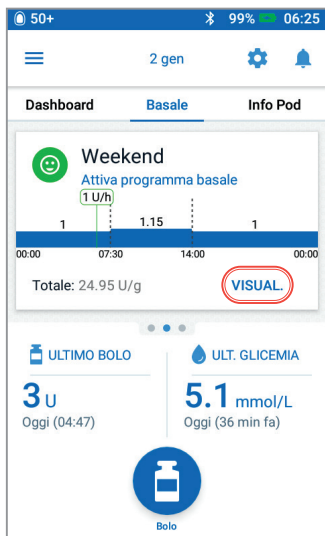 50+ 99% 06:25
2 gen
Dashboard Basale Info Pod
Weekend
Attiva programma basale
1 U/h
1 1.15 1
00:00 07:30 14:00 00:00
Totale: 24.95 U/g VISUAL.
ULTIMO BOLO ULT. GLICEMIA
3 U 5.1 mmol/L
Oggi (04:47) Oggi (36 min fa)
Bolo